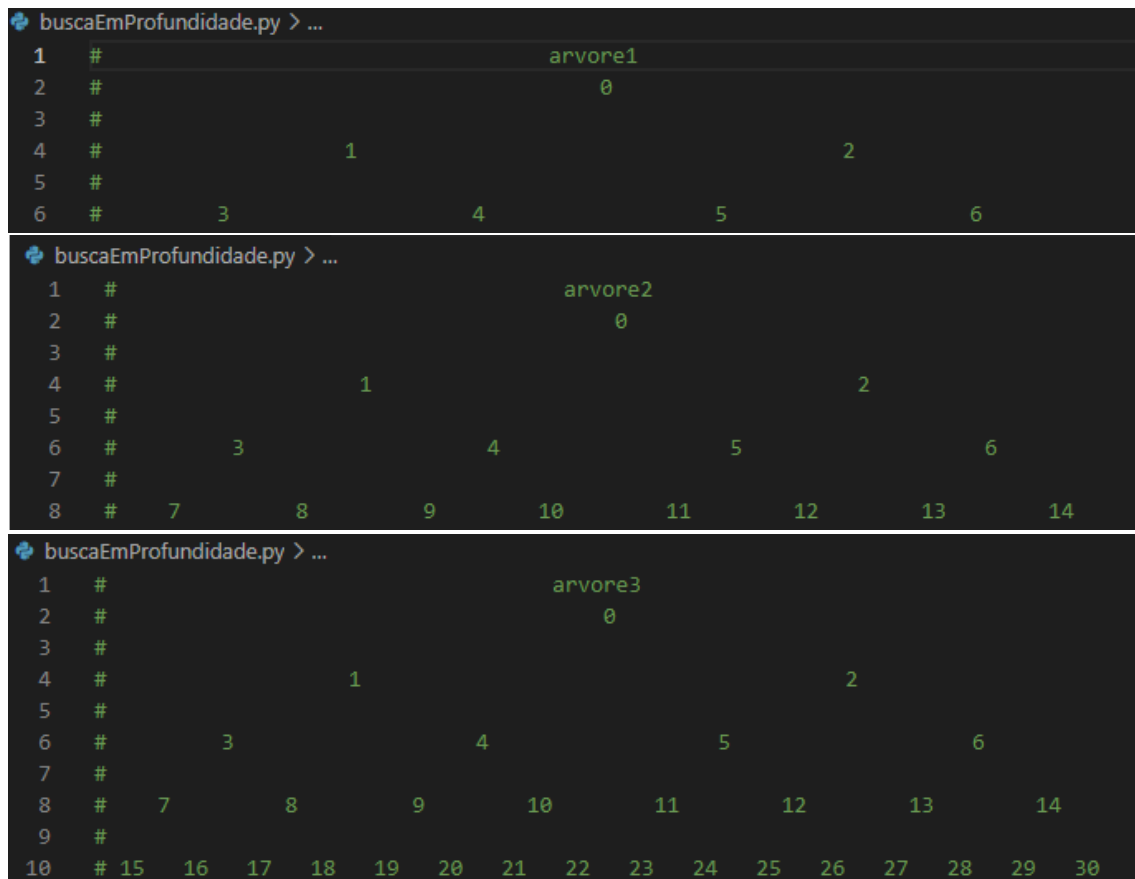 buscaEmProfundidade.py > ...
1 # arvore1
2 # 0
3 #
4 # 1 2
5 #
6 # 3 4 5 6
buscaEmProfundidade.py > ...
1 # arvore2
2 # 0
3 #
4 # 1 2
5 #
6 # 3 4 5 6
7 #
8 # 7 8 9 10 11 12 13 14
buscaEmProfundidade.py > ...
1 # arvore3
2 # 0
3 #
4 # 1 2
5 #
6 # 3 4 5 6
7 #
8 # 7 8 9 10 11 12 13 14
9 #
10 # 15 16 17 18 19 20 21 22 23 24 25 26 27 28 29 30